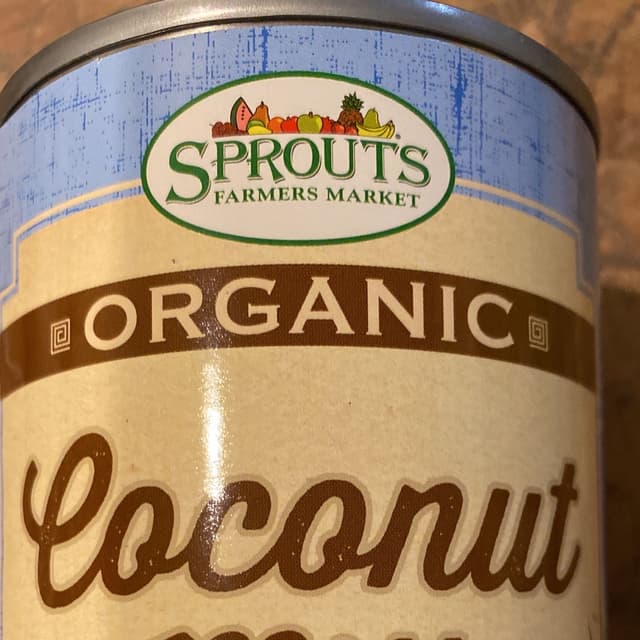 SPROUTS
FARMERS MARKET
ORGANIC
Coconut